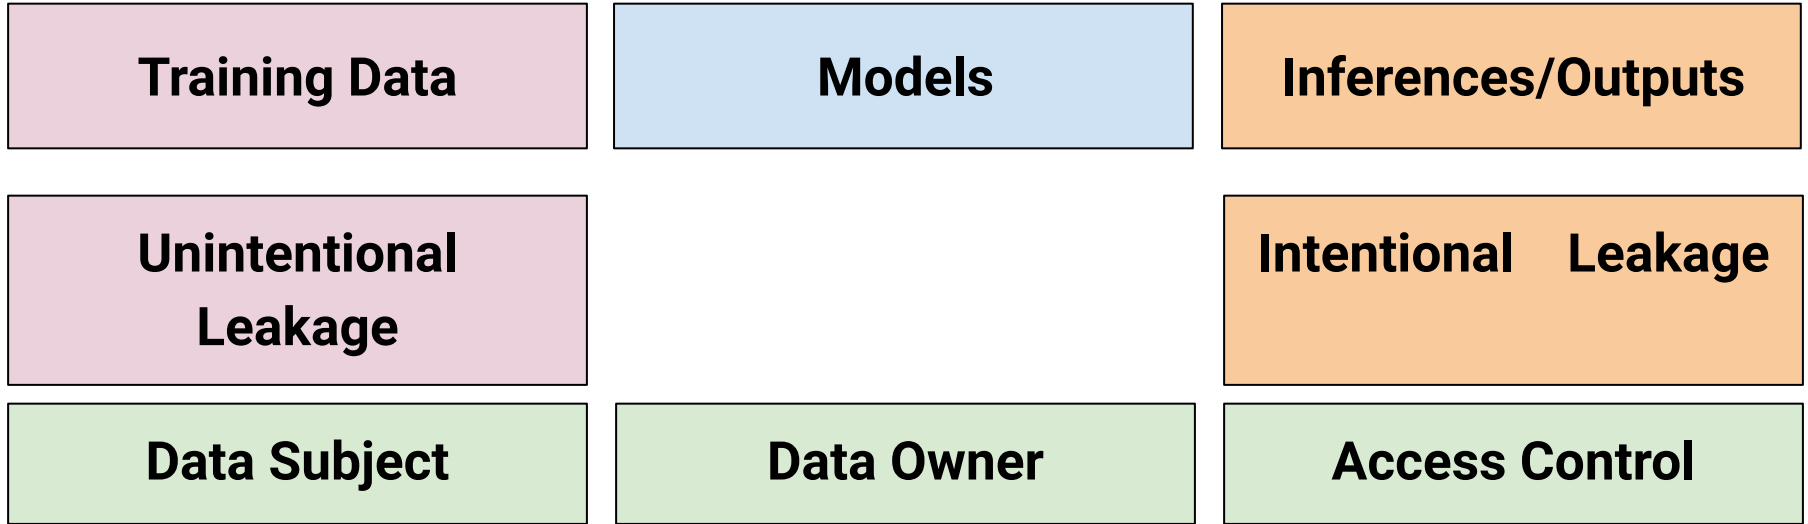 Training Data
Models
Inferences/Outputs
Unintentional
Leakage
Intentional Leakage
Data Subject
Data Owner
Access Control